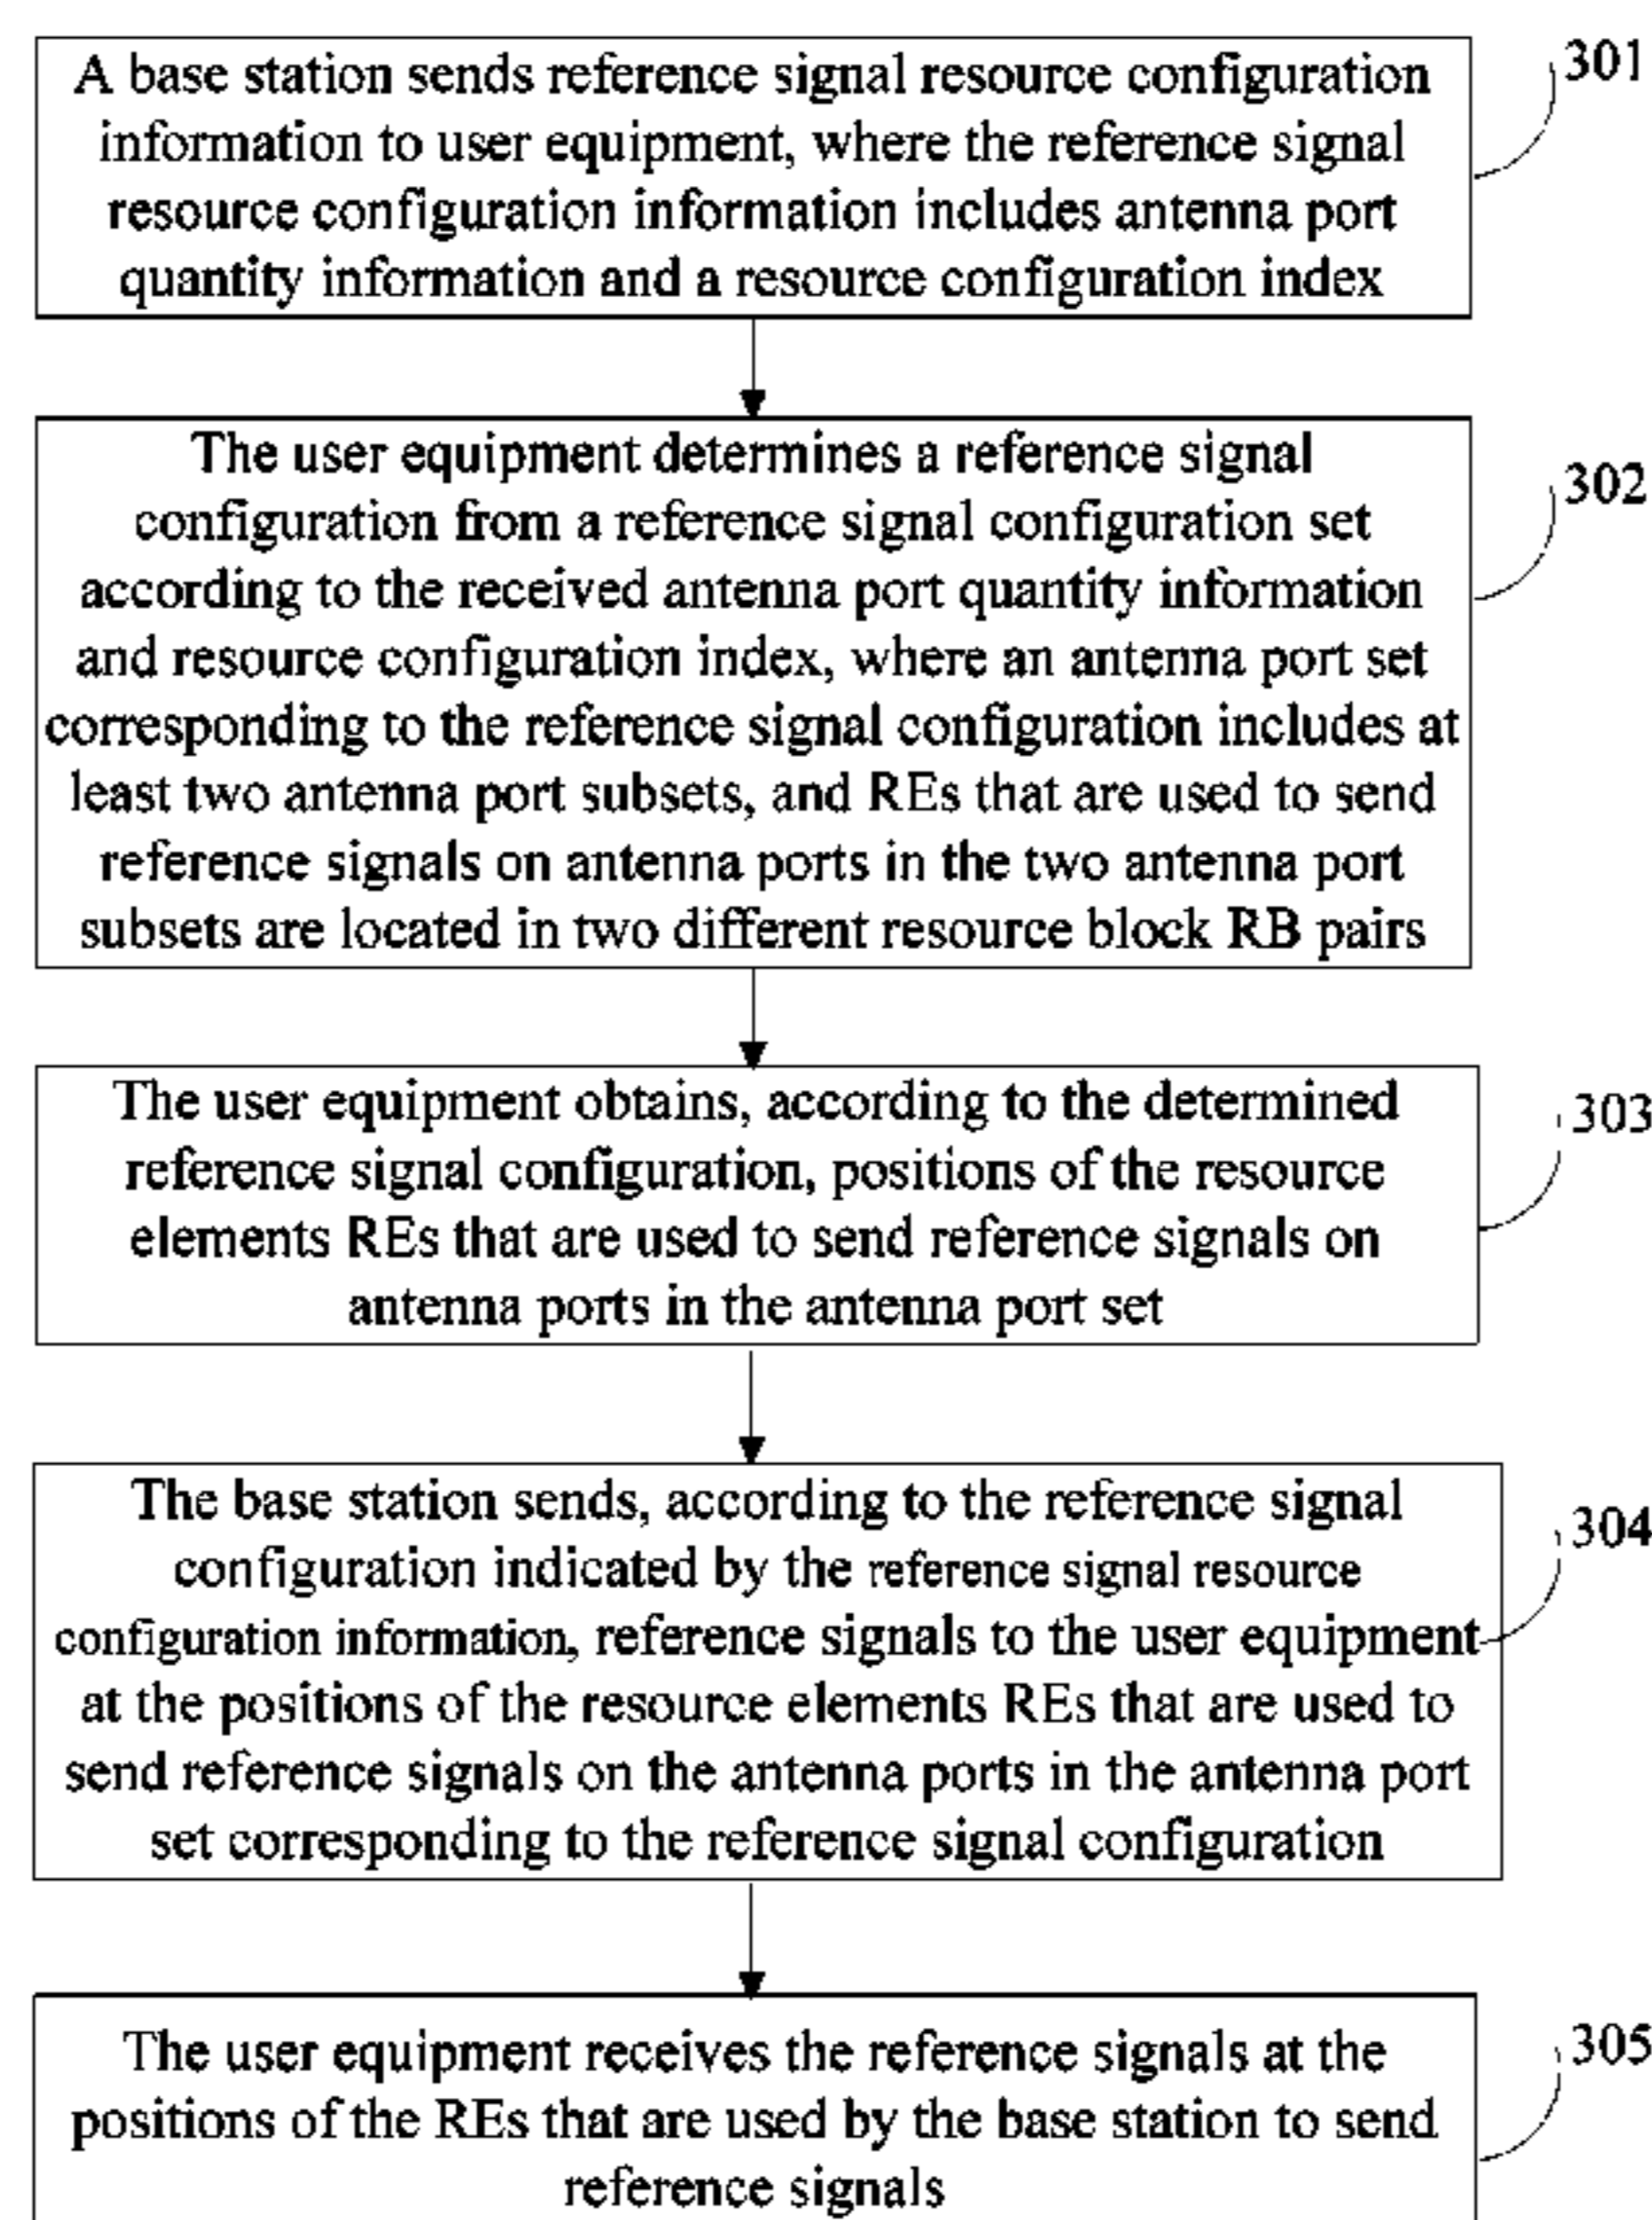 A base station sends reference signal resource configuration
information to user equipment, where the reference signal
resource configuration information includes antenna port
quantity information and a resource configuration index
301
The user equipment determines a reference signal
configuration from a reference signal configuration set
according to the received antenna port quantity information
and resource configuration index, where an antenna port set
corresponding to the reference signal configuration includes at
least two antenna port subsets, and REs that are used to send
reference signals on antenna ports in the two antenna port
subsets are located in two different resource block RB pairs
302
The user equipment obtains, according to the determined
reference signal configuration, positions of the resource
elements REs that are used to send reference signals on
antenna ports in the antenna port set
303
The base station sends, according to the reference signal
configuration indicated by the reference signal resource
configuration information, reference signals to the user equipment
at the positions of the resource elements REs that are used to
send reference signals on the antenna ports in the antenna port
set corresponding to the reference signal configuration
304
The user equipment receives the reference signals at the
positions of the REs that are used by the base station to send
reference signals
305